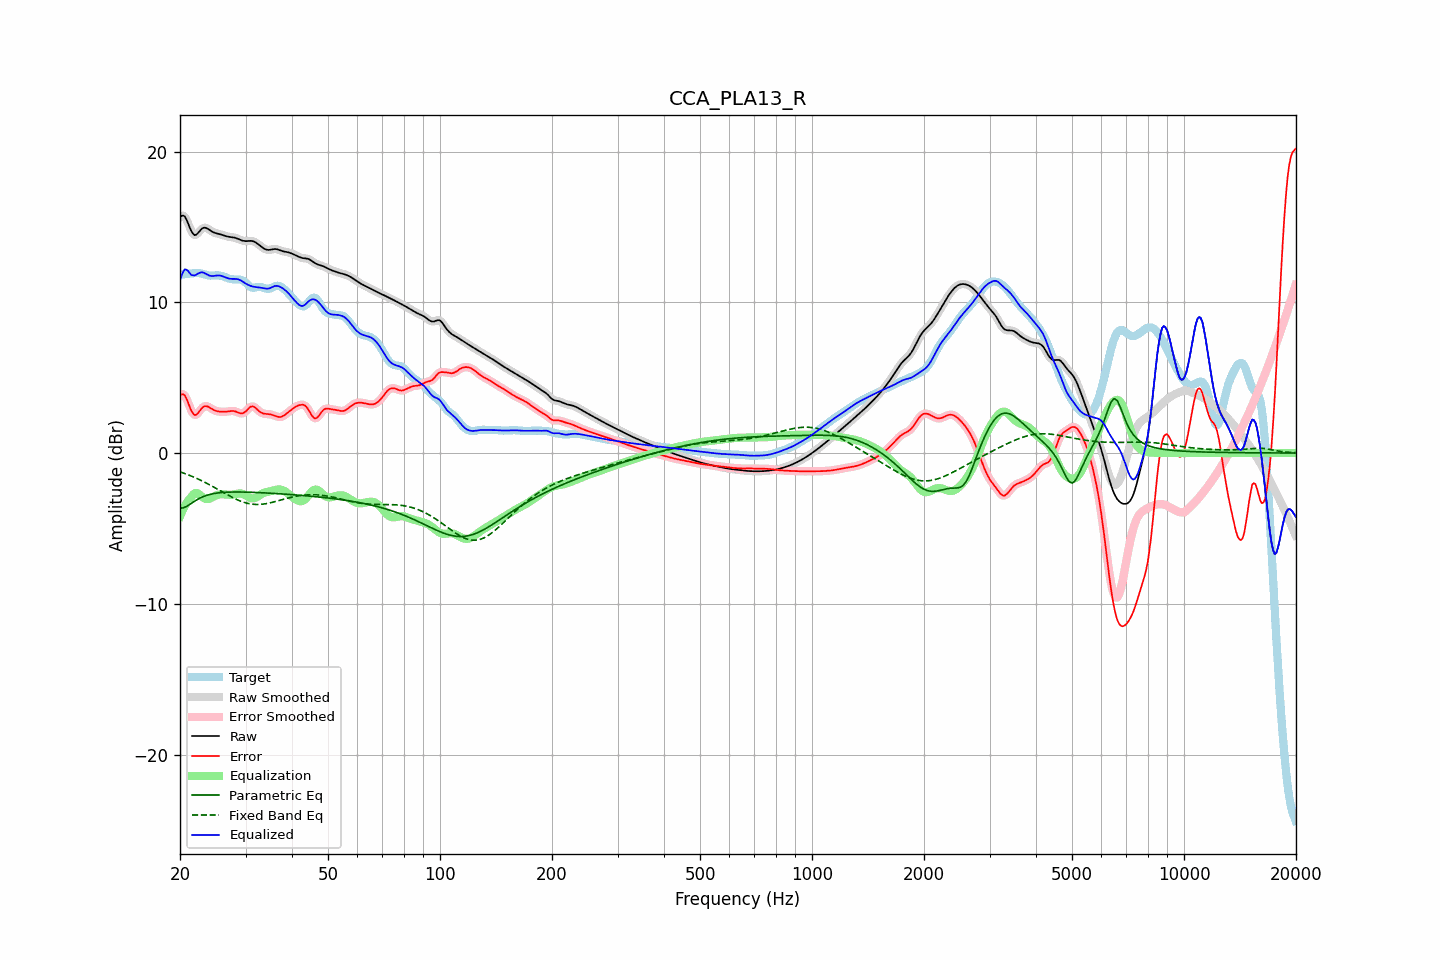 CCA_PLA13_R
Amplitude (dBr)
20
10
0
−10
−20
Target
Raw Smoothed
Error Smoothed
Raw
Error
Equalization
Parametric Eq
Fixed Band Eq
Equalized
20 50 100 200 500 1000 2000 5000 10000 20000
Frequency (Hz)